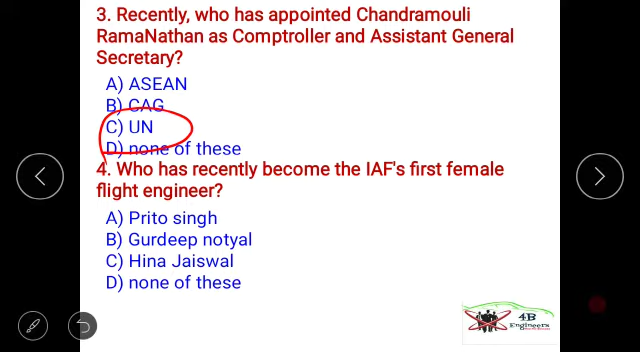 3. Recently, who has appointed Chandramouli
RamaNathan as Comptroller and Assistant General
Secretary?
A) ASEAN
B) CAG
C) UN
D) none of these
4. Who has recently become the IAF's first female
flight engineer?
A) Prito singh
B) Gurdeep notyal
C) Hina Jaiswal
D) none of these
4B
Engineers